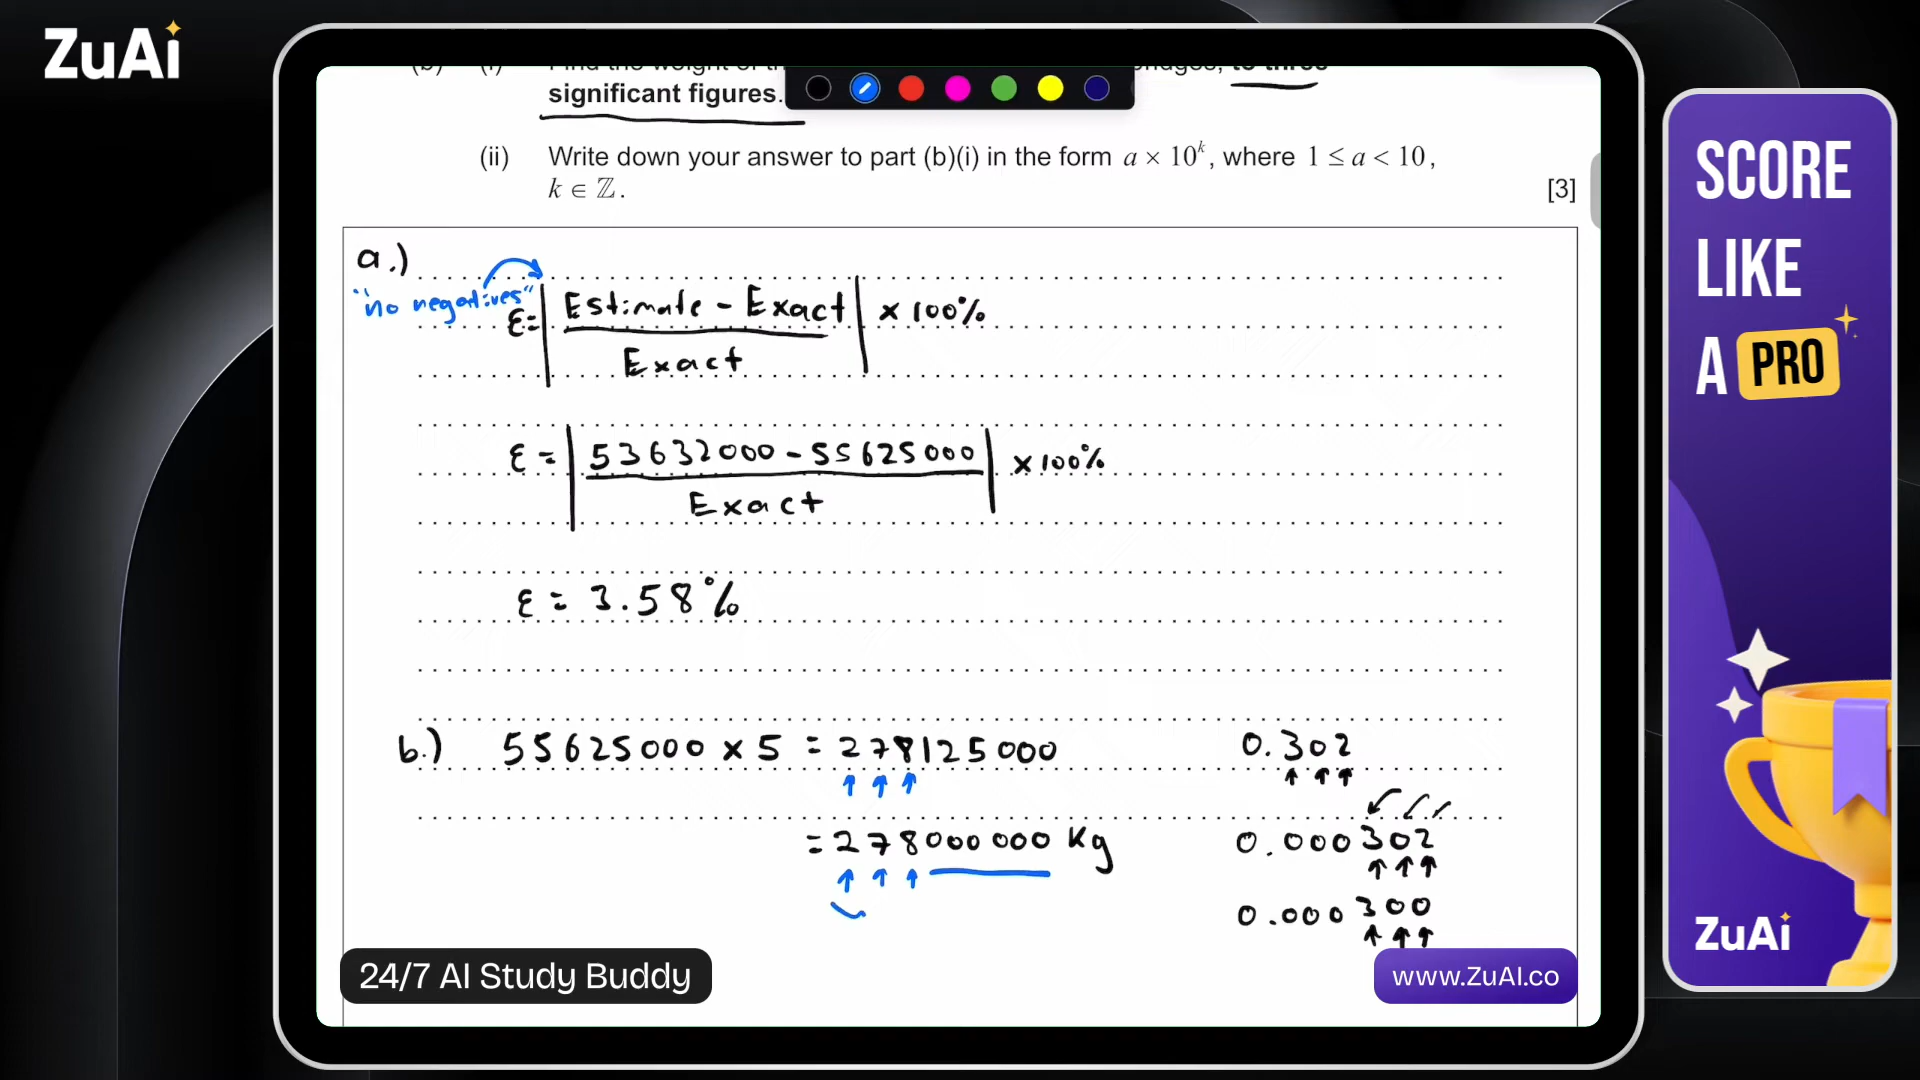 ZuAi
significant figures.
to three
(ii) Write down your answer to part (b)(i) in the form a × 10^k, where 1 ≤ a < 10,
k ∈ ℤ.
[3]
a.)
"no negatives"
ε = | Estimate - Exact / Exact | × 100%
ε = | 53632000 - 55625000 / Exact | × 100%
ε = 3.58%
b.) 55625000 × 5 = 278125000
= 278000000 Kg
0.302
0.000302
0.000300
24/7 AI Study Buddy
www.ZuAI.co
SCORE
LIKE
A PRO
ZuAi